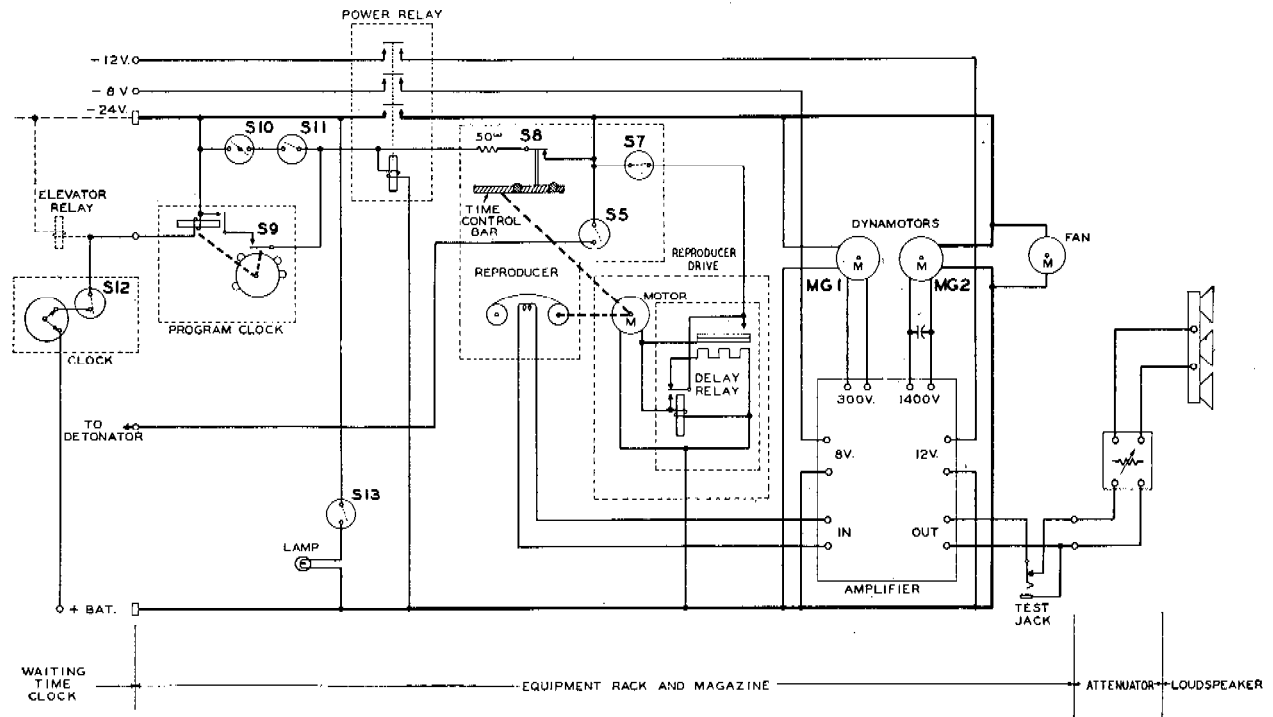 POWER RELAY
-12V.
-8 V
-24V.
S10
S11
50ω
S8
S7
ELEVATOR
RELAY
S9
TIME
CONTROL
BAR
S5
DYNAMOTORS
FAN
M
M
M
MG1
MG2
REPRODUCER
DRIVE
REPRODUCER
MOTOR
M
S12
PROGRAM CLOCK
CLOCK
DELAY
RELAY
300V.
1400V
TO
DETONATOR
8V.
12V.
S13
LAMP
IN
OUT
AMPLIFIER
+ BAT.
TEST
JACK
WAITING
TIME
CLOCK
EQUIPMENT RACK AND MAGAZINE
ATTENUATOR
LOUDSPEAKER